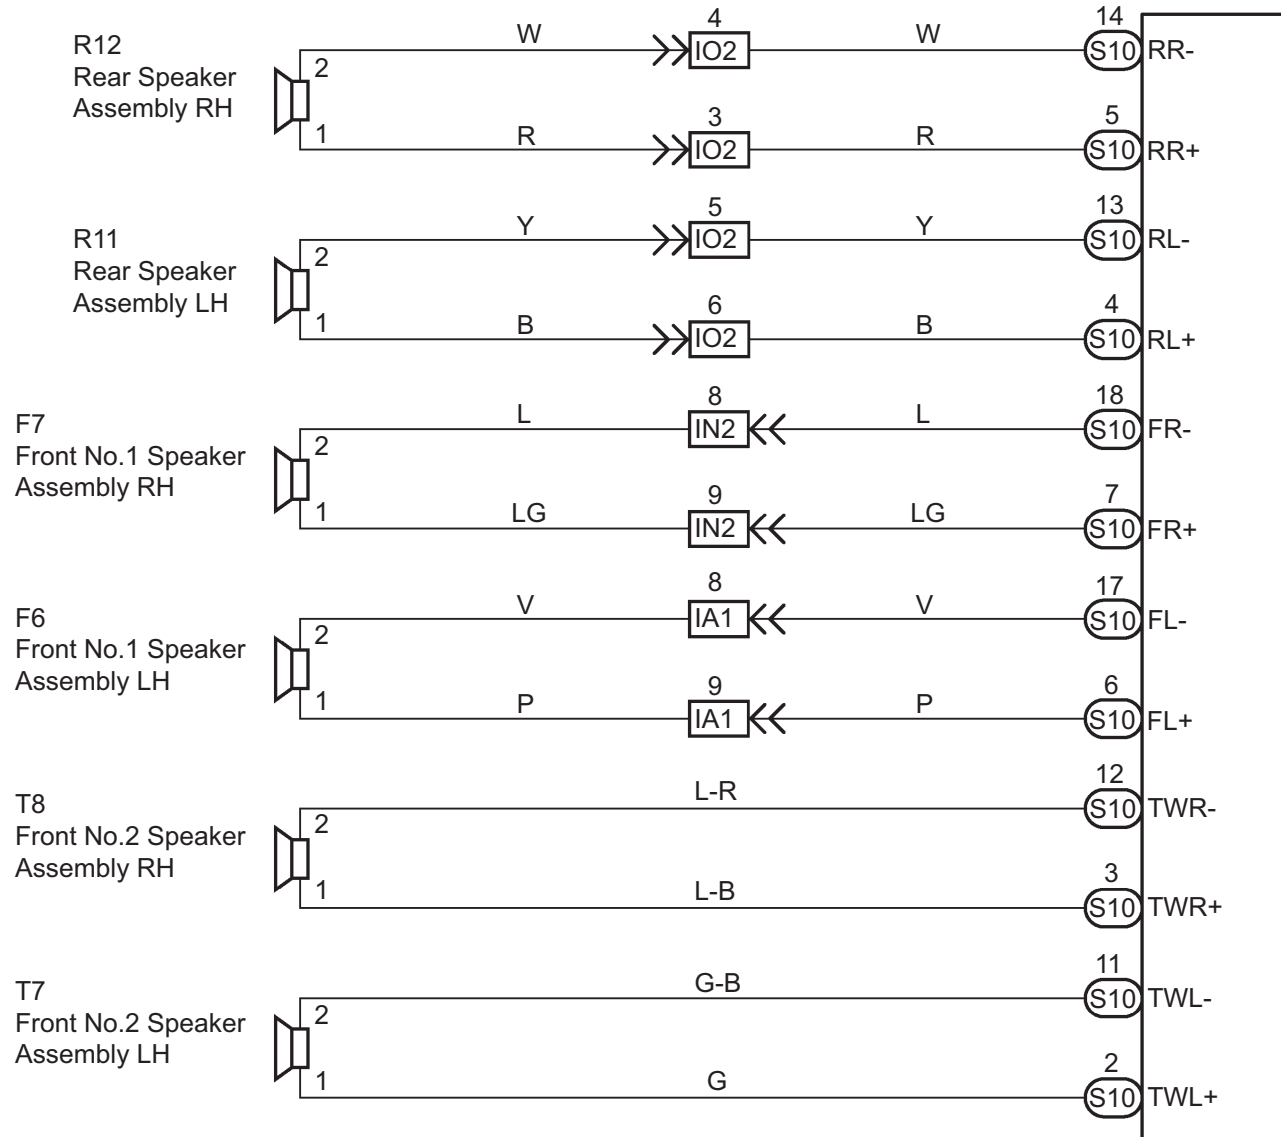 R12
Rear Speaker
Assembly RH
2
W
4
IO2
W
14
S10
RR-
1
R
3
IO2
R
5
S10
RR+
R11
Rear Speaker
Assembly LH
2
Y
5
IO2
Y
13
S10
RL-
1
B
6
IO2
B
4
S10
RL+
F7
Front No.1 Speaker
Assembly RH
2
L
8
IN2
L
18
S10
FR-
1
LG
9
IN2
LG
7
S10
FR+
F6
Front No.1 Speaker
Assembly LH
2
V
8
IA1
V
17
S10
FL-
1
P
9
IA1
P
6
S10
FL+
T8
Front No.2 Speaker
Assembly RH
2
L-R
12
S10
TWR-
1
L-B
3
S10
TWR+
T7
Front No.2 Speaker
Assembly LH
2
G-B
11
S10
TWL-
1
G
2
S10
TWL+